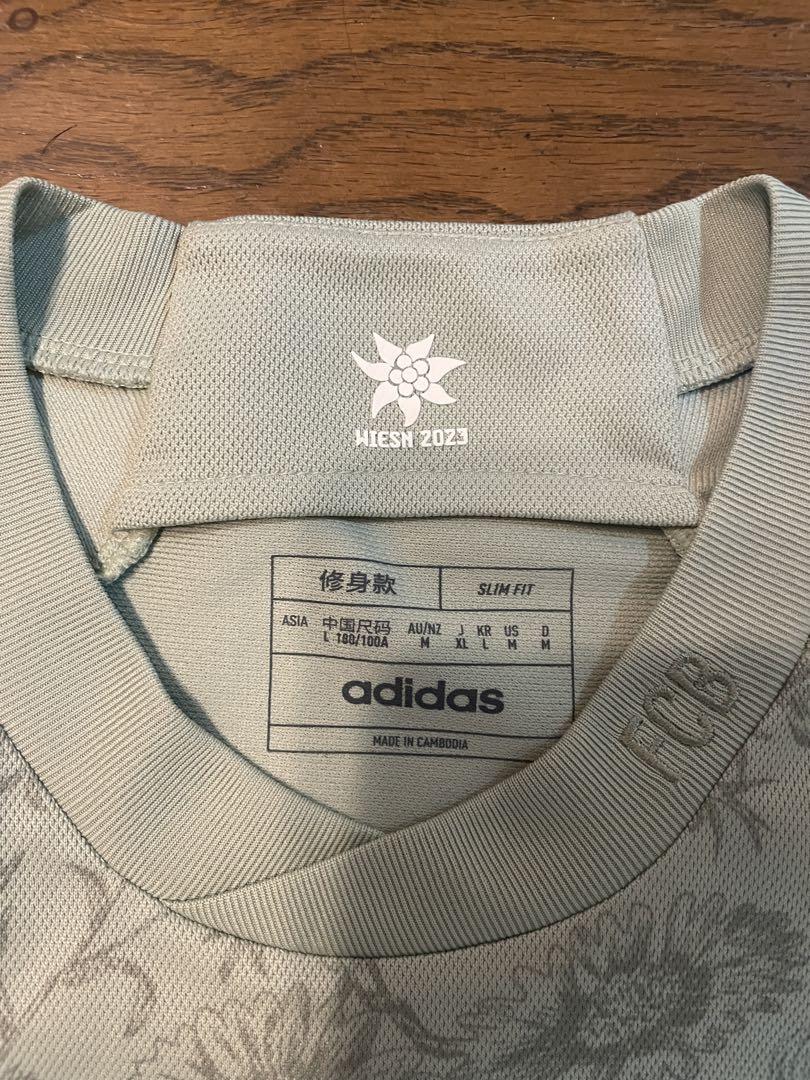 WIESN 2023
修身款 SLIM FIT
ASIA 中国尺码 AU/NZ J KR US D
L 180/100A M XL L M M
adidas
MADE IN CAMBODIA
FCB